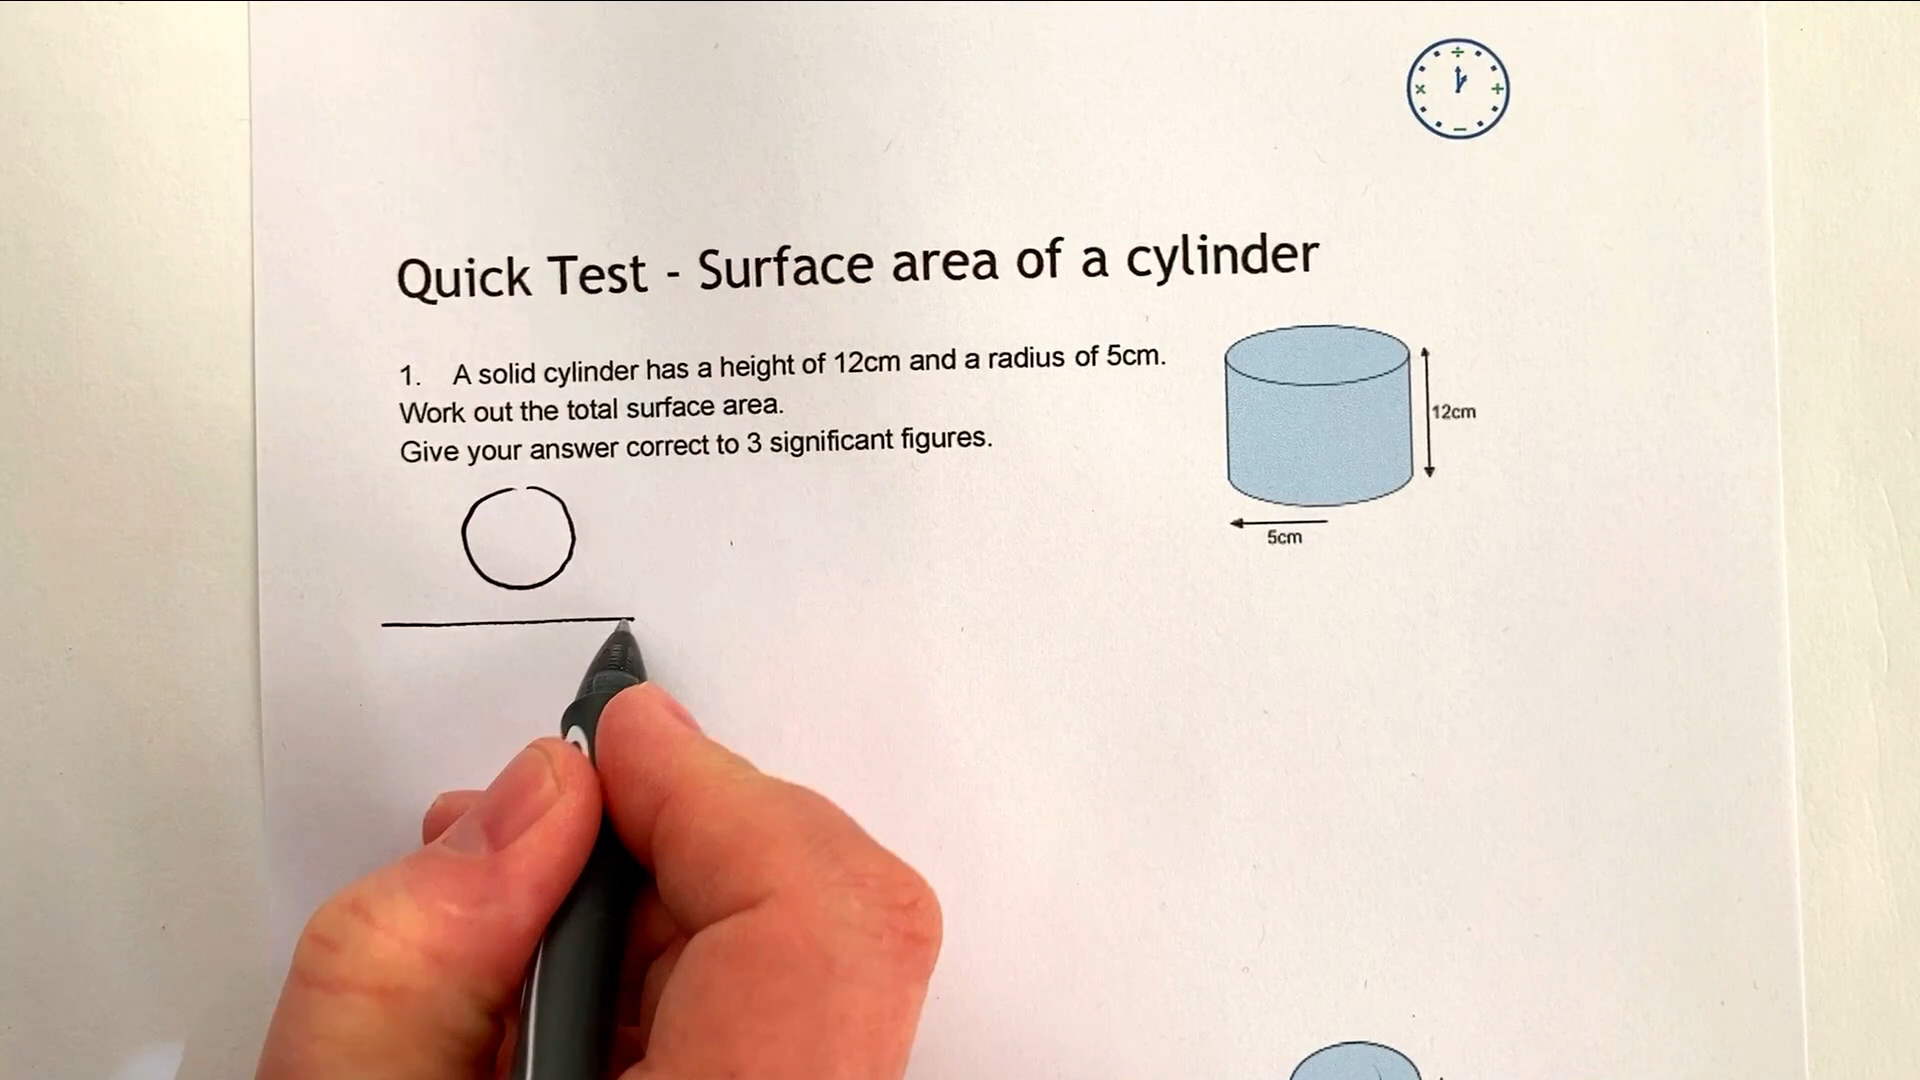 Quick Test - Surface area of a cylinder
1. A solid cylinder has a height of 12cm and a radius of 5cm.
Work out the total surface area.
Give your answer correct to 3 significant figures.
12cm
5cm